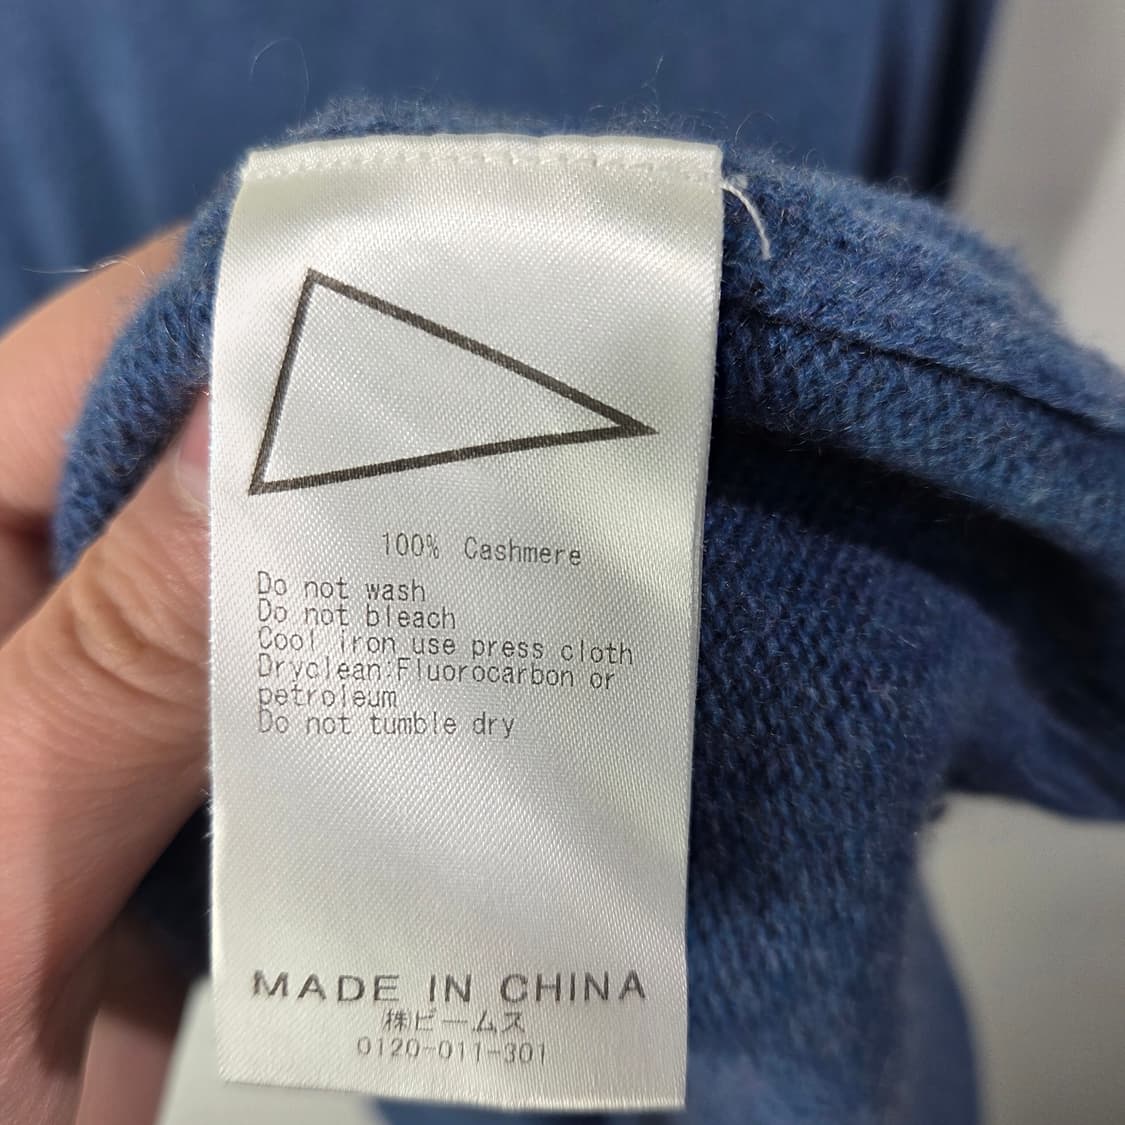 100% Cashmere
Do not wash
Do not bleach
Cool iron use press cloth
Dryclean:Fluorocarbon or
petroleum
Do not tumble dry
MADE IN CHINA
㈱ビームス
0120-011-301